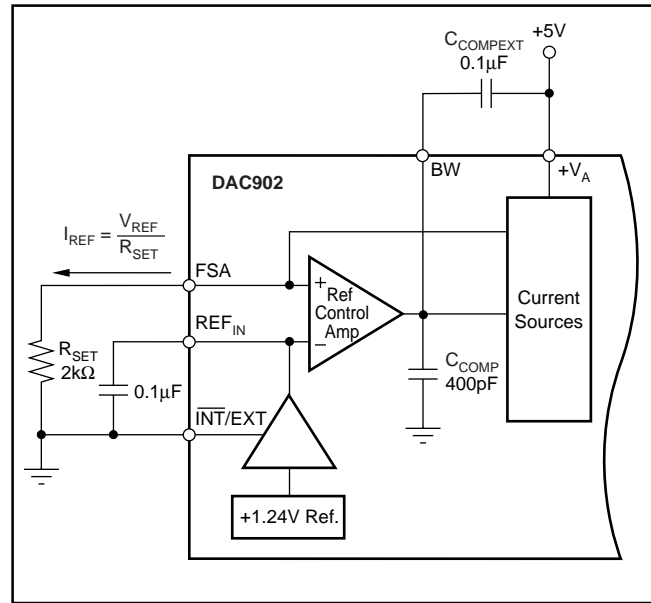 +5V
C_COMPEXT
0.1µF
BW
+V_A
DAC902
I_REF = V_REF / R_SET
FSA
+
Ref
Control
Amp
–
REF_IN
Current
Sources
R_SET
2kΩ
0.1µF
C_COMP
400pF
I̅N̅T̅/EXT
+1.24V Ref.